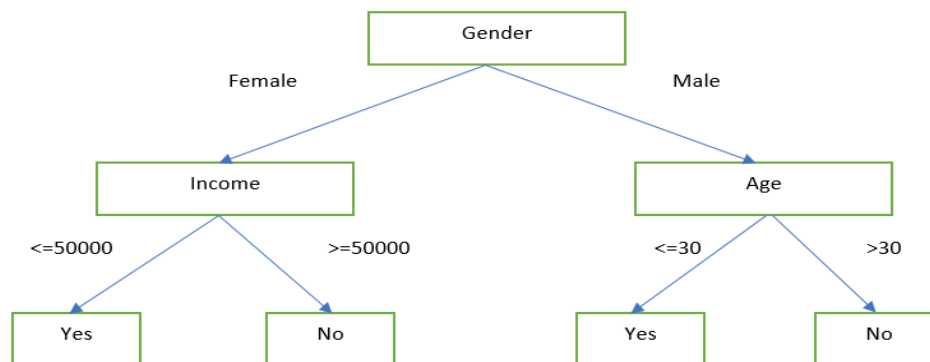 Gender
Female
Male
Income
Age
<=50000
>=50000
<=30
>30
Yes
No
Yes
No